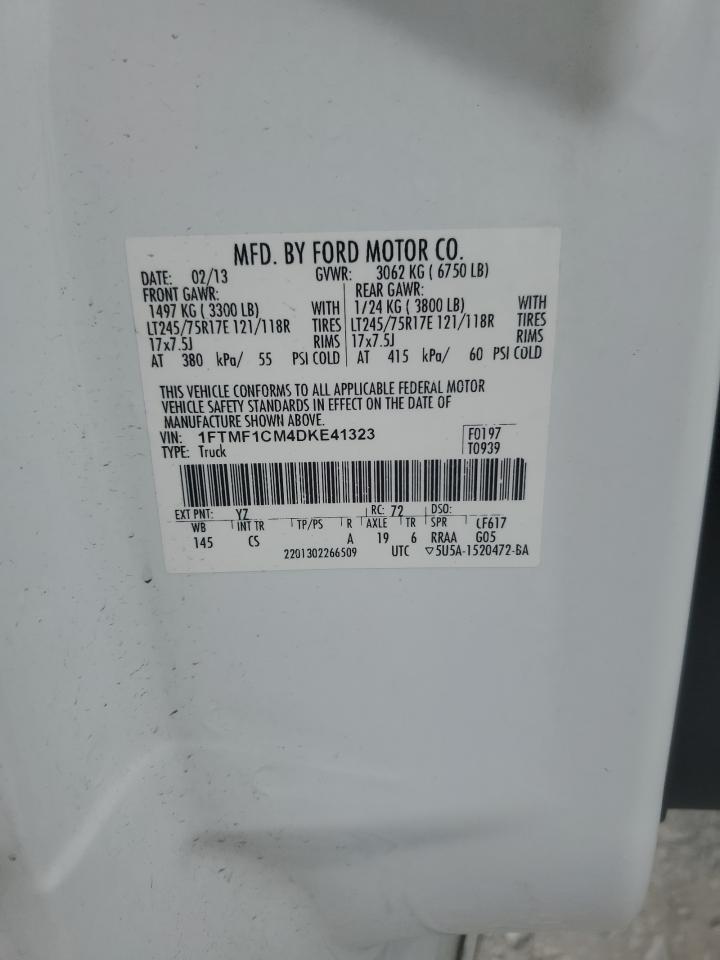 MFD. BY FORD MOTOR CO.
DATE: 02/13 GVWR: 3062 KG ( 6750 LB)
FRONT GAWR: REAR GAWR:
1497 KG ( 3300 LB) WITH 1/24 KG ( 3800 LB) WITH
LT245/75R17E 121/118R TIRES LT245/75R17E 121/118R TIRES
17x7.5J RIMS 17x7.5J RIMS
AT 380 kPa/ 55 PSI COLD AT 415 kPa/ 60 PSI COLD
THIS VEHICLE CONFORMS TO ALL APPLICABLE FEDERAL MOTOR
VEHICLE SAFETY STANDARDS IN EFFECT ON THE DATE OF
MANUFACTURE SHOWN ABOVE.
VIN: 1FTMF1CM4DKE41323 F0197
TYPE: Truck T0939
EXT PNT: YZ RC: 72 DSO:
WB INT TR TP/PS R AXLE TR SPR CF617
145 CS A 19 6 RRAA G05
2201302266509 UTC ▽5U5A-1520472-BA